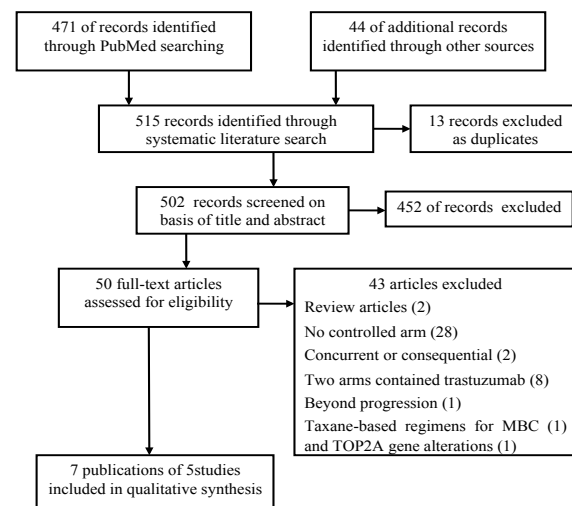 471 of records identified
through PubMed searching
44 of additional records
identified through other sources
515 records identified through
systematic literature search
13 records excluded
as duplicates
502 records screened on
basis of title and abstract
452 of records excluded
50 full-text articles
assessed for eligibility
43 articles excluded
Review articles (2)
No controlled arm (28)
Concurrent or consequential (2)
Two arms contained trastuzumab (8)
Beyond progression (1)
Taxane-based regimens for MBC (1)
and TOP2A gene alterations (1)
7 publications of 5studies
included in qualitative synthesis